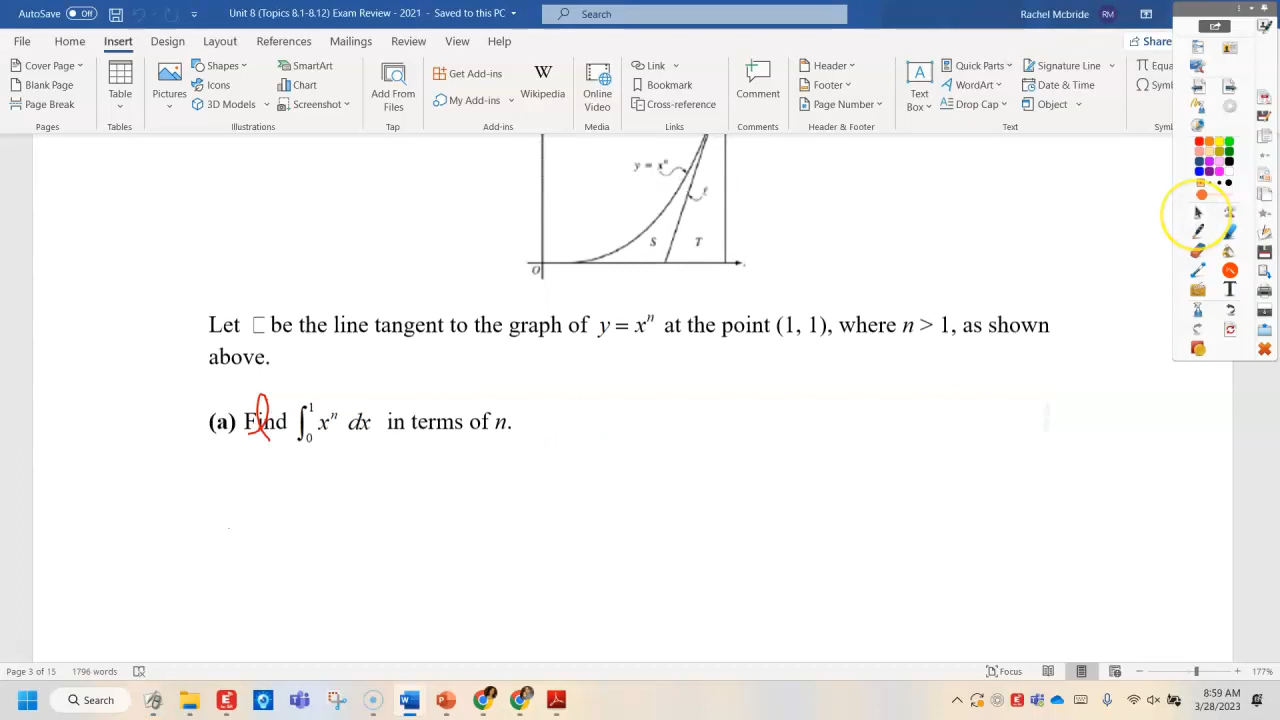 AutoSave Off Unit 8 (Topics 8.1-8.12) Exam Review - 2021 - Saved to this PC Search Rachel Mcbride RM
File Home Insert Design Layout References Mailings Review View Help Share
Cover Page
Blank Page
Page Break
Pages
Table
Tables
Pictures
Shapes
Icons
3D Models
SmartArt
Chart
Screenshot
Illustrations
Add From Files
Tap
Get Add-ins
My Add-ins
W
Wikipedia
Add-ins
Online Video
Media
Link
Bookmark
Cross-reference
Links
Comment
Comments
Header
Footer
Page Number
Header & Footer
A
Text Box
Quick Parts
WordArt
Drop Cap
Signature Line
Date & Time
Object
Text
Equa
Symb
Symb
T
y = xⁿ
ℓ
S T
O
Let □ be the line tangent to the graph of y = xⁿ at the point (1, 1), where n > 1, as shown
above.
ℓ
(a) Find ∫₀¹ xⁿ dx in terms of n.
Page 3 of 15 1796 words Focus 177%
Search 8:59 AM
3/28/2023